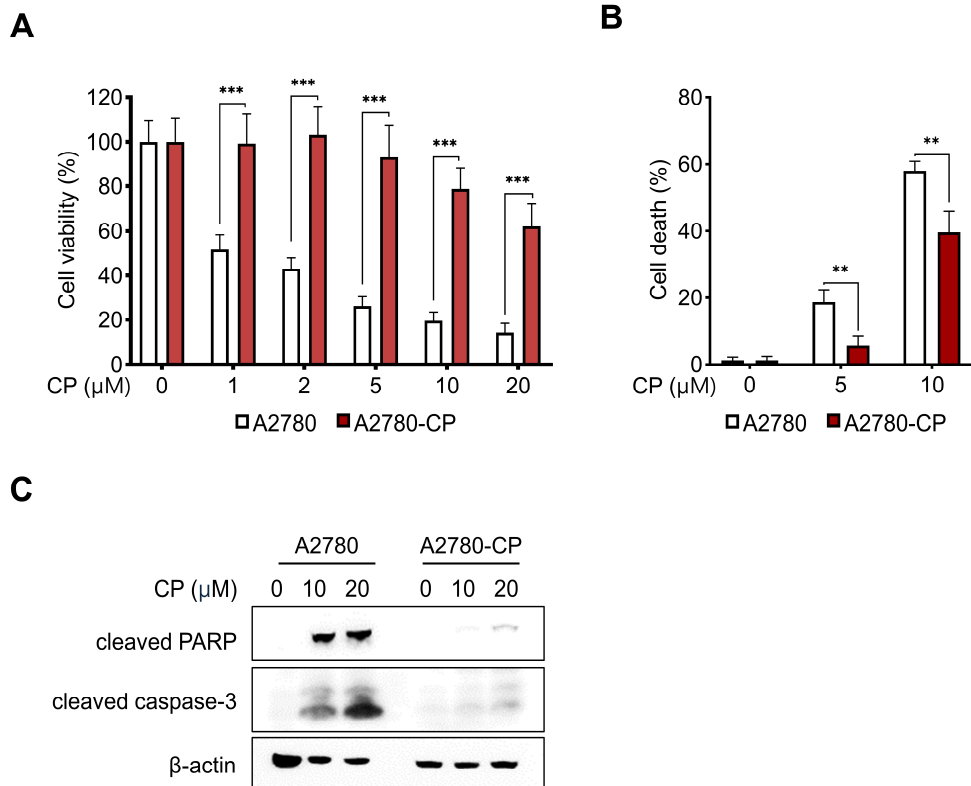 A
B
***
***
***
***
***
120
100
80
60
40
20
0
Cell viability (%)
CP (μM)
0
1
2
5
10
20
A2780
A2780-CP
80
60
40
20
0
Cell death (%)
**
**
CP (μM)
0
5
10
A2780
A2780-CP
C
A2780
A2780-CP
CP (μM) 0 10 20 0 10 20
cleaved PARP
cleaved caspase-3
β-actin